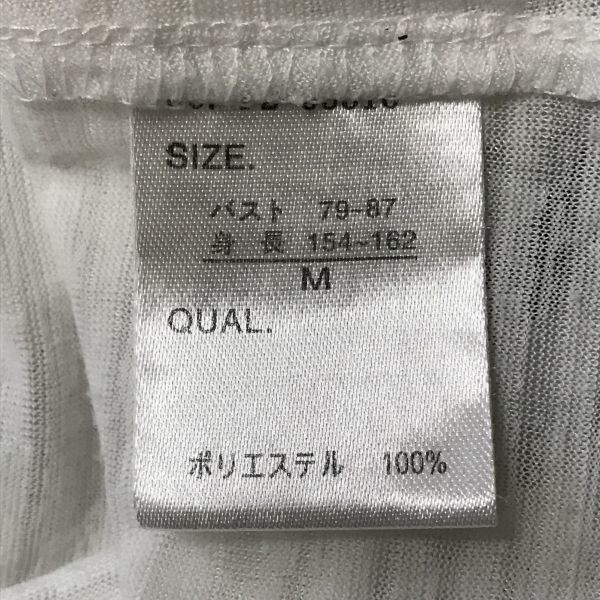 SIZE.
バスト 79-87
身長 154~162
M
QUAL.
ポリエステル 100%